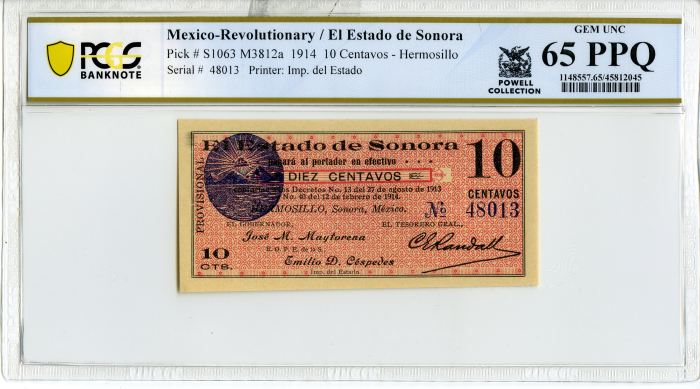 PCGS
BANKNOTE
Mexico-Revolutionary / El Estado de Sonora
Pick # S1063 M3812a 1914 10 Centavos - Hermosillo
Serial # 48013 Printer: Imp. del Estado
POWELL
COLLECTION
GEM UNC
65 PPQ
1148557.65/45812045
El Estado de Sonora
pagará al portador en efectivo
DIEZ CENTAVOS
los Decretos No. 13 del 27 de agosto de 1913
No. 40 del 12 de febrero de 1914.
HERMOSILLO, Sonora, México.
PROVISIONAL
10
CENTAVOS
No 48013
EL GOBERNADOR,
EL TESORERO GRAL.,
José M. Maytorena
C E Randall
Emilio D. Céspedes
Imp. del Estado.
10
CTS.